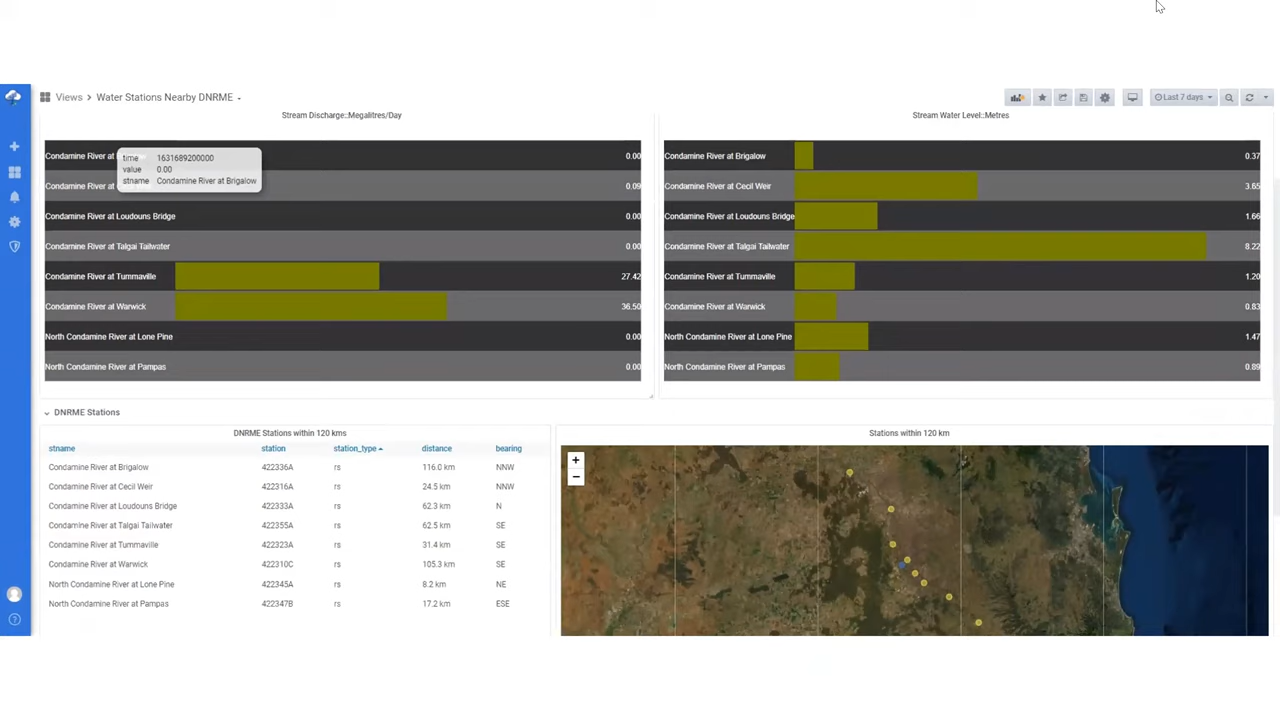 Views > Water Stations Nearby DNRME
Last 7 days
Stream Discharge::Megalitres/Day
Condamine River at 0.00
time 1631689200000
value 0.00
stname Condamine River at Brigalow
0.09
Condamine River at Loudouns Bridge 0.00
Condamine River at Talgai Tailwater 0.00
Condamine River at Tummaville 27.42
Condamine River at Warwick 36.50
North Condamine River at Lone Pine 0.00
North Condamine River at Pampas 0.00
Stream Water Level::Metres
Condamine River at Brigalow 0.37
Condamine River at Cecil Weir 3.65
Condamine River at Loudouns Bridge 1.66
Condamine River at Talgai Tailwater 8.22
Condamine River at Tummaville 1.20
Condamine River at Warwick 0.83
North Condamine River at Lone Pine 1.47
North Condamine River at Pampas 0.89
DNRME Stations
DNRME Stations within 120 kms
stname station station_type distance bearing
Condamine River at Brigalow 422336A rs 116.0 km NNW
Condamine River at Cecil Weir 422316A rs 24.5 km NNW
Condamine River at Loudouns Bridge 422333A rs 62.3 km N
Condamine River at Talgai Tailwater 422355A rs 62.5 km SE
Condamine River at Tummaville 422323A rs 31.4 km SE
Condamine River at Warwick 422310C rs 105.3 km SE
North Condamine River at Lone Pine 422345A rs 8.2 km NE
North Condamine River at Pampas 422347B rs 17.2 km ESE
Stations within 120 km
+
−